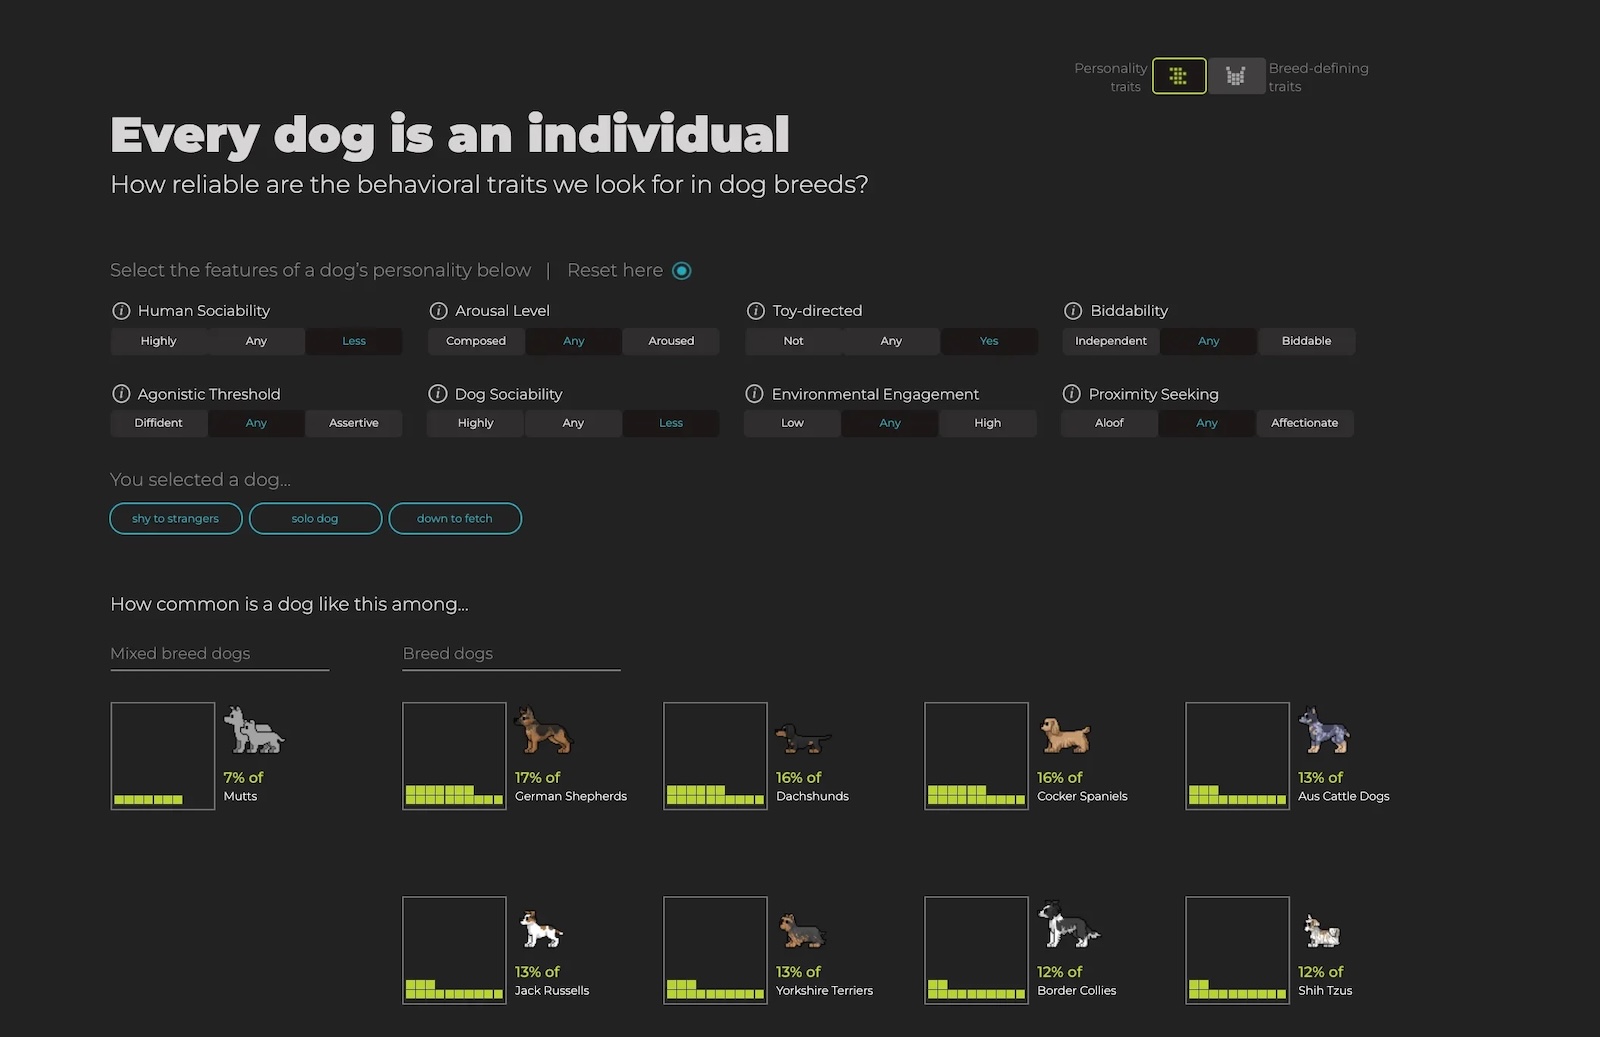 Personality
traits
Breed-defining
traits
Every dog is an individual
How reliable are the behavioral traits we look for in dog breeds?
Select the features of a dog's personality below | Reset here
Human Sociability
Highly Any Less
Arousal Level
Composed Any Aroused
Toy-directed
Not Any Yes
Biddability
Independent Any Biddable
Agonistic Threshold
Diffident Any Assertive
Dog Sociability
Highly Any Less
Environmental Engagement
Low Any High
Proximity Seeking
Aloof Any Affectionate
You selected a dog...
shy to strangers
solo dog
down to fetch
How common is a dog like this among...
Mixed breed dogs
Breed dogs
7% of
Mutts
17% of
German Shepherds
16% of
Dachshunds
16% of
Cocker Spaniels
13% of
Aus Cattle Dogs
13% of
Jack Russells
13% of
Yorkshire Terriers
12% of
Border Collies
12% of
Shih Tzus